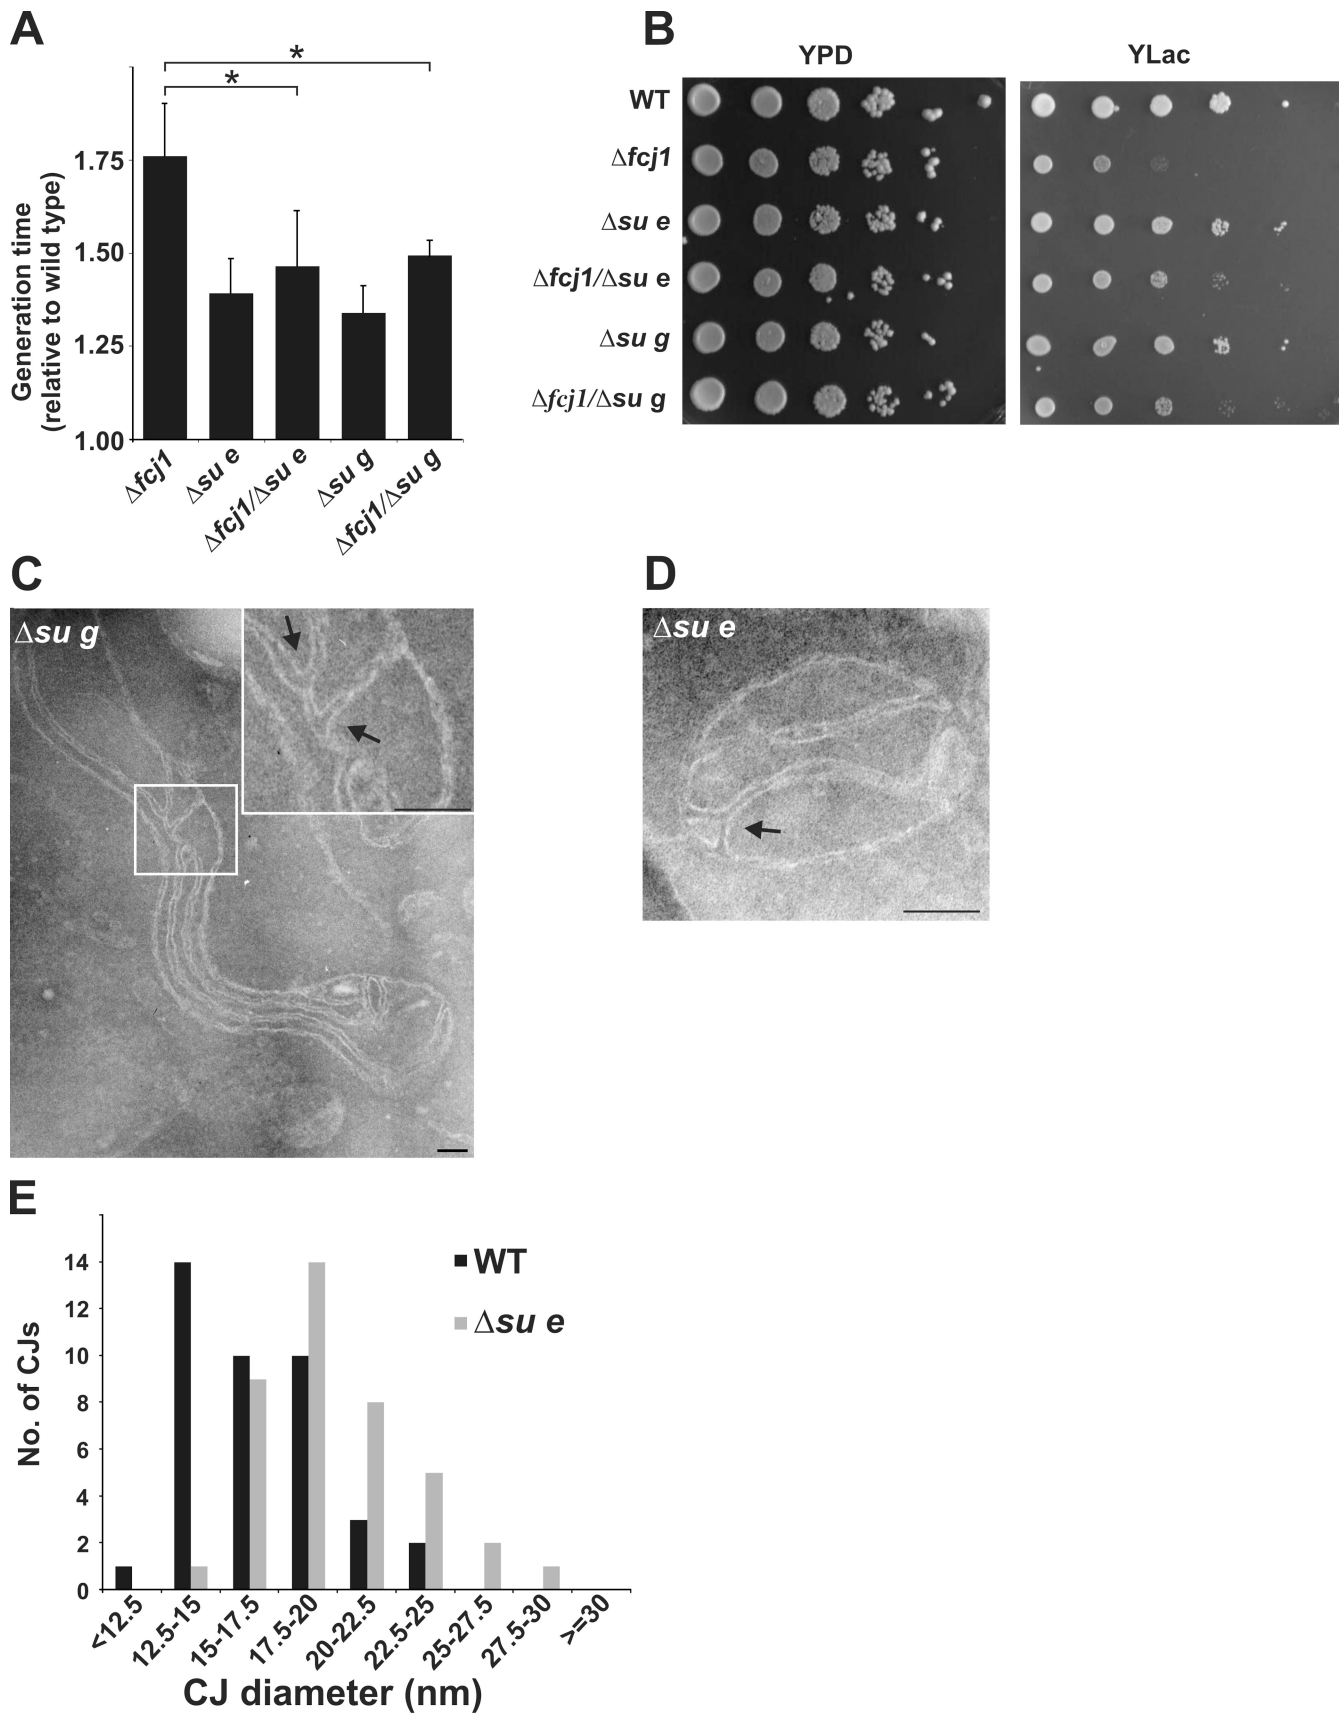 A
*
*
1.75
1.50
1.25
1.00
Generation time
(relative to wild type)
Δfcj1
Δsu e
Δfcj1/Δsu e
Δsu g
Δfcj1/Δsu g
B
YPD
YLac
WT
Δfcj1
Δsu e
Δfcj1/Δsu e
Δsu g
Δfcj1/Δsu g
C
Δsu g
D
Δsu e
E
14
12
10
8
6
4
2
0
No. of CJs
WT
Δsu e
<12.5
12.5-15
15-17.5
17.5-20
20-22.5
22.5-25
25-27.5
27.5-30
>=30
CJ diameter (nm)